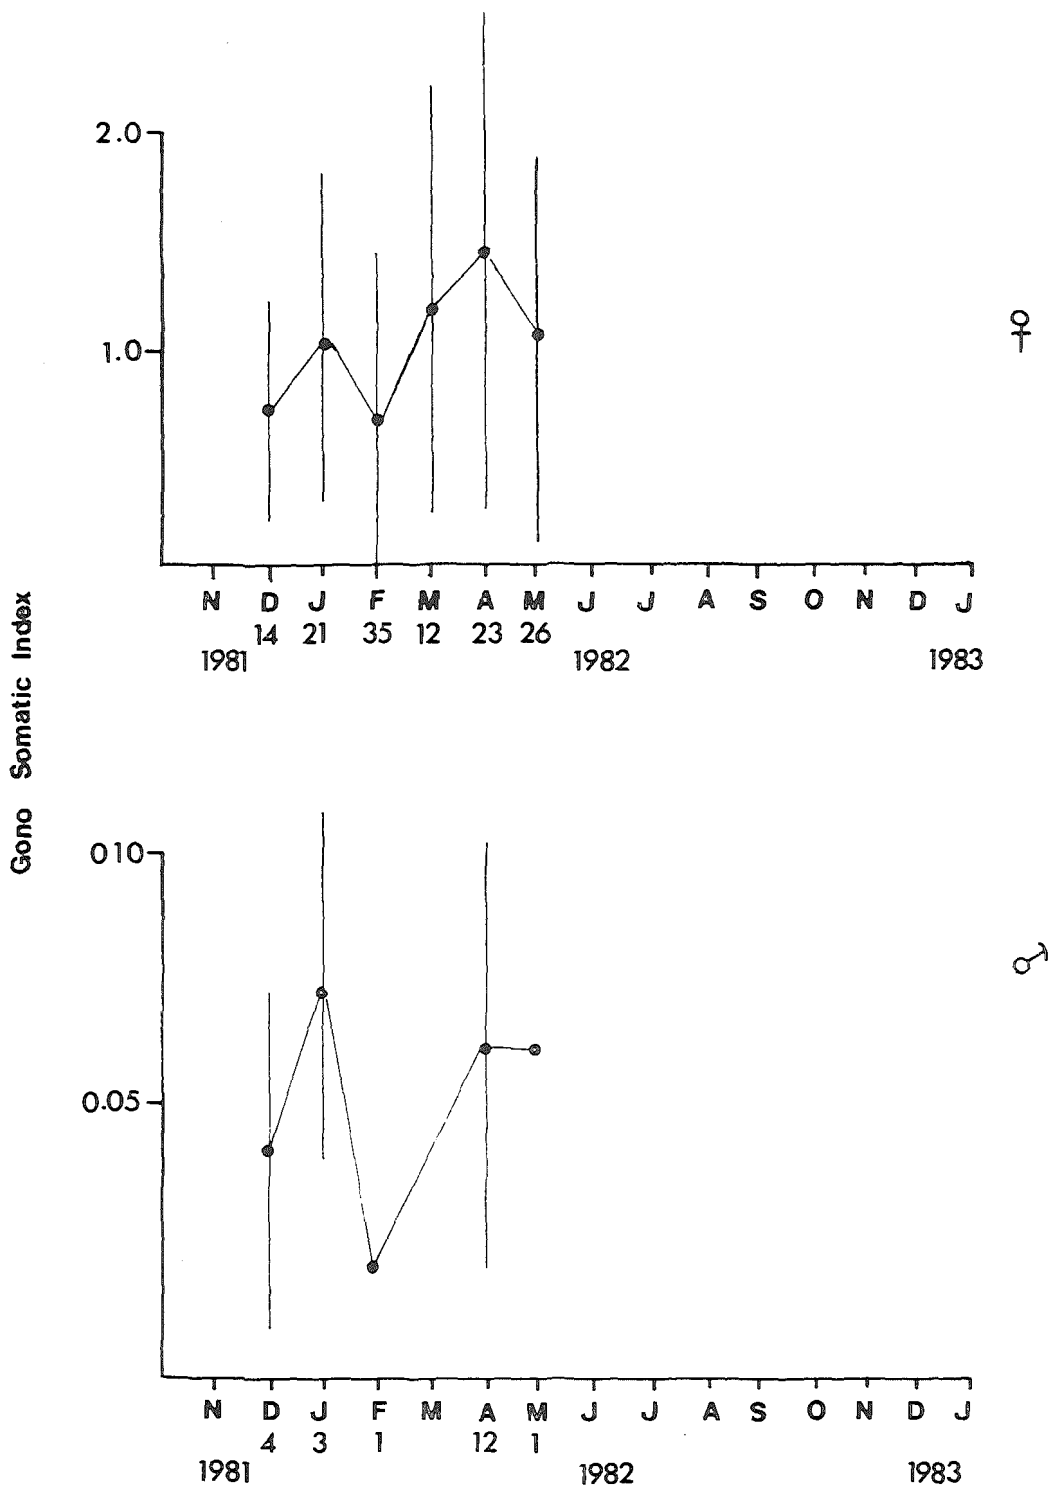 Gono Somatic Index
2.0
1.0
N D J F M A M J J A S O N D J
14 21 35 12 23 26
1981 1982 1983
♀
010
0.05
N D J F M A M J J A S O N D J
4 3 1 12 1
1981 1982 1983
♂